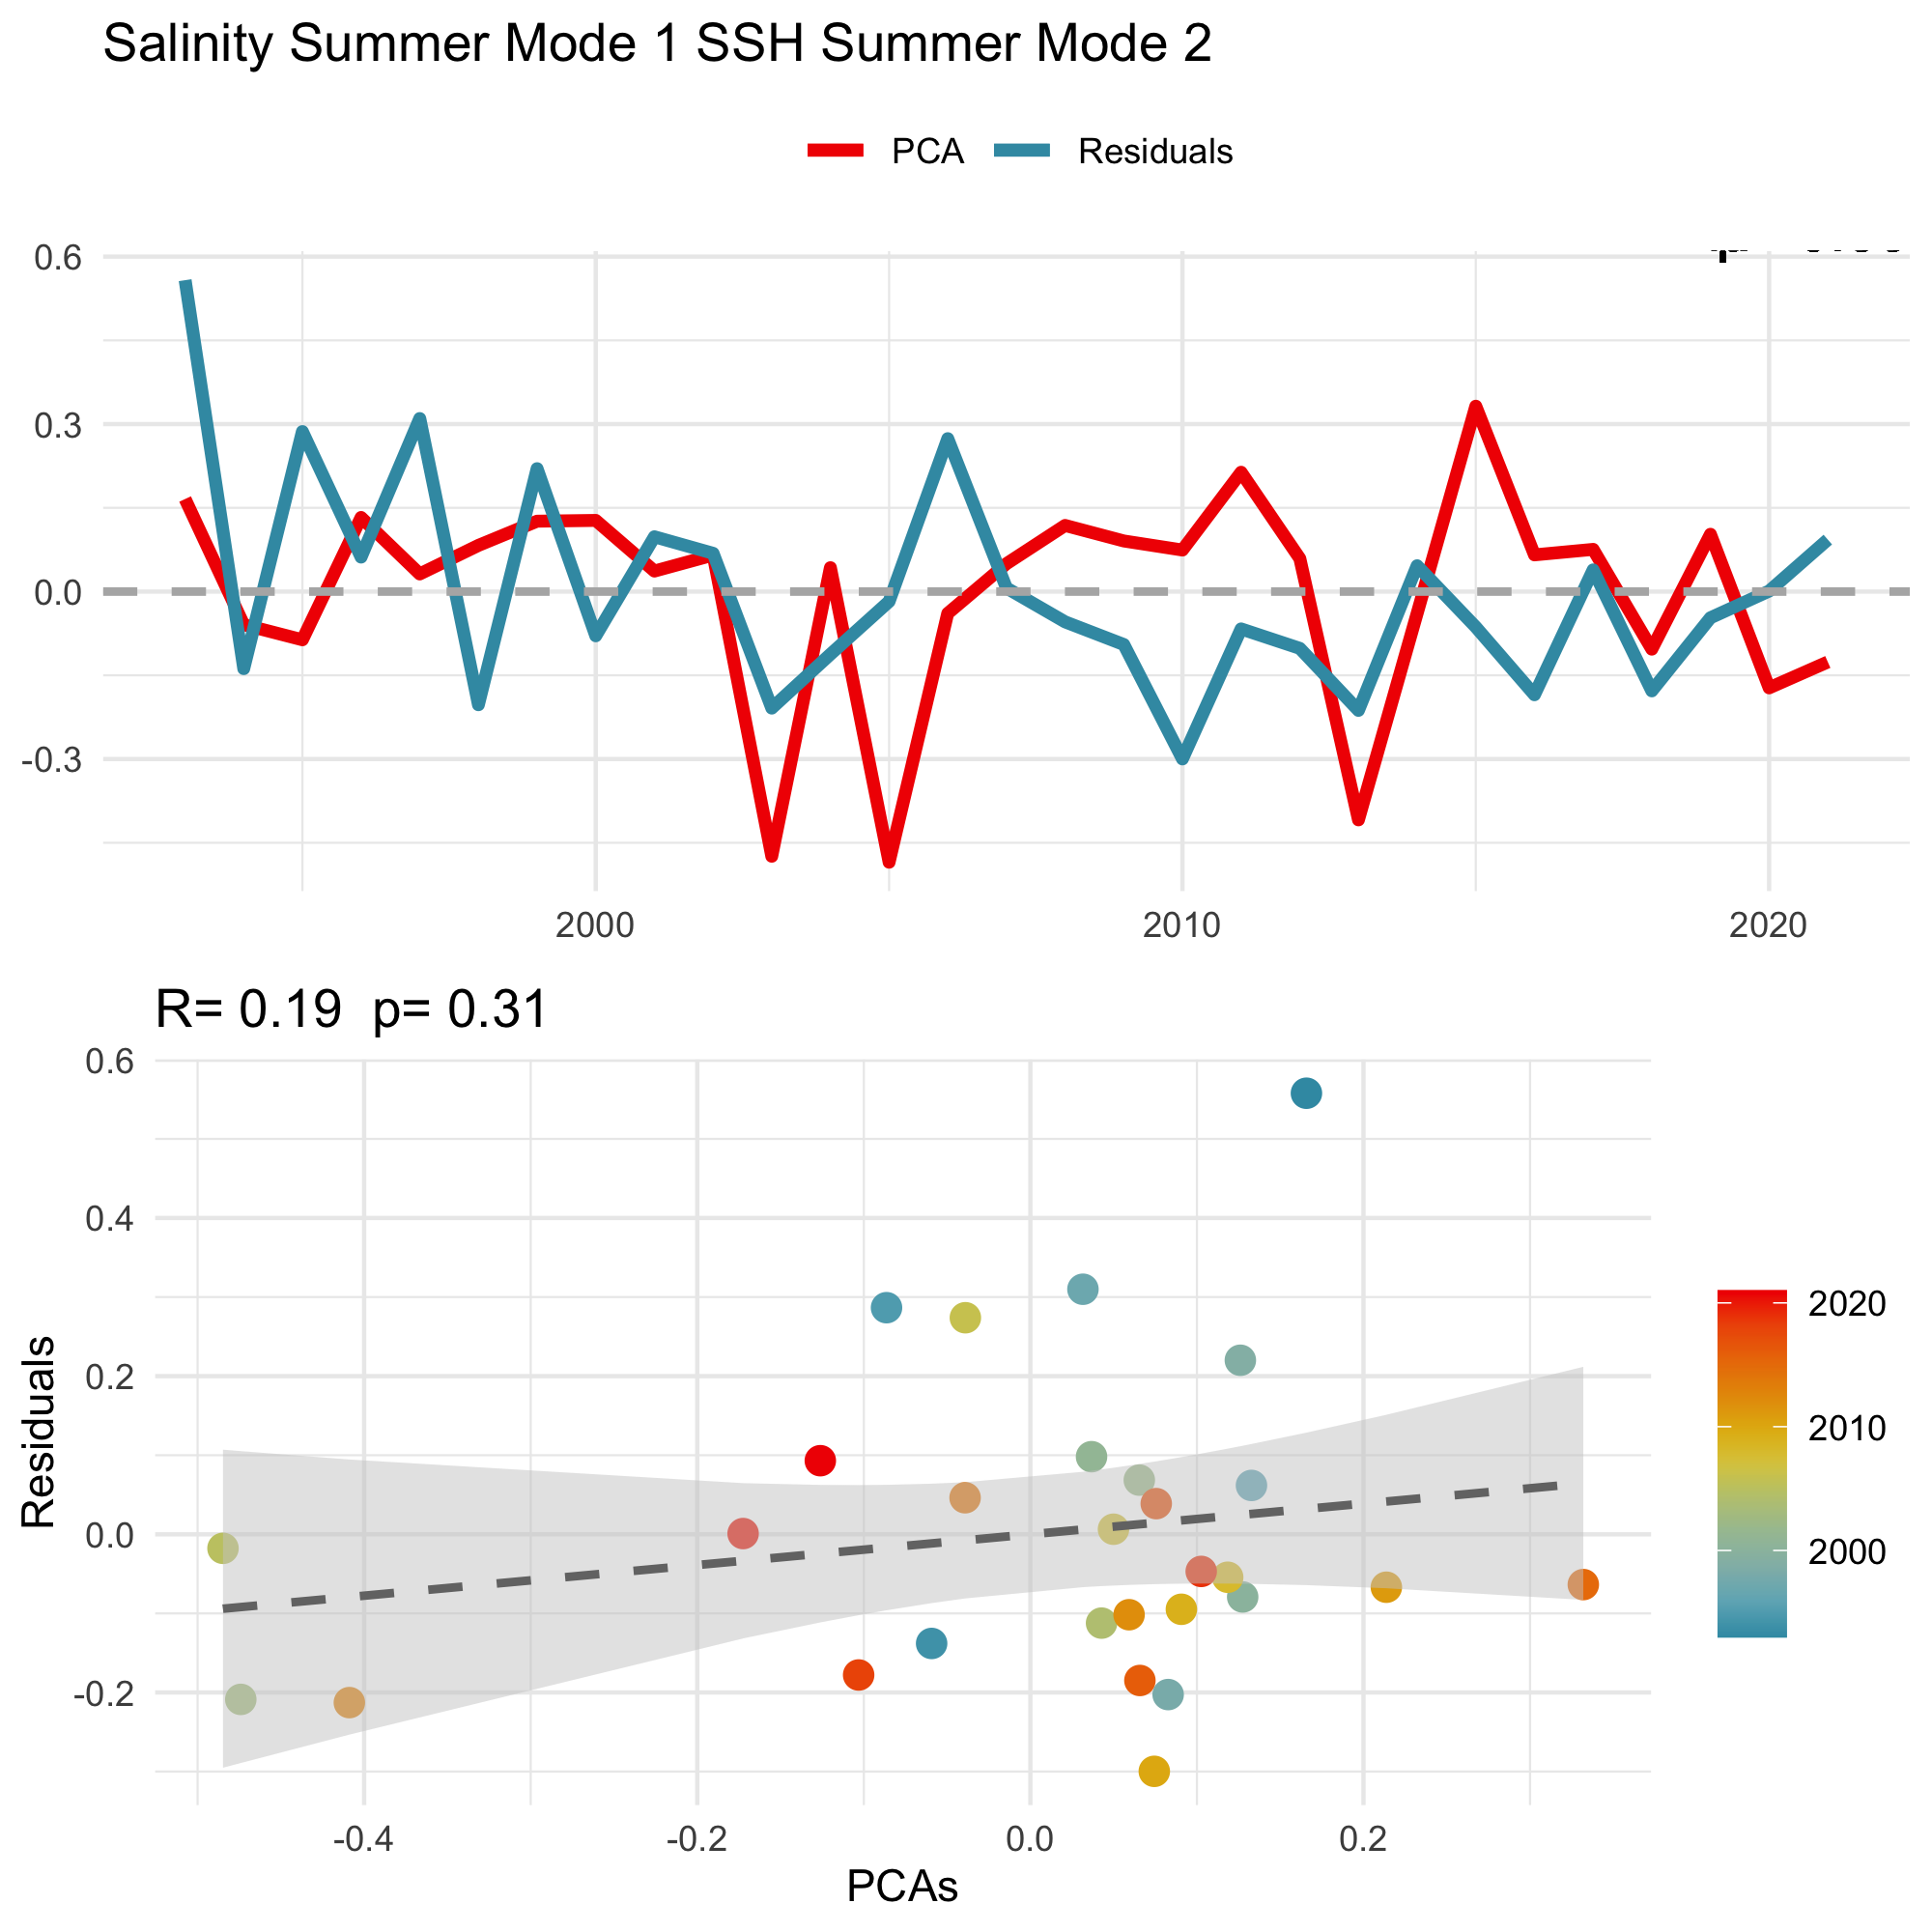 Salinity Summer Mode 1 SSH Summer Mode 2
PCA Residuals
0.6
0.3
0.0
-0.3
2000 2010 2020
R= 0.19 p= 0.31
0.6
0.4
0.2
0.0
-0.2
Residuals
-0.4 -0.2 0.0 0.2
PCAs
2020
2010
2000